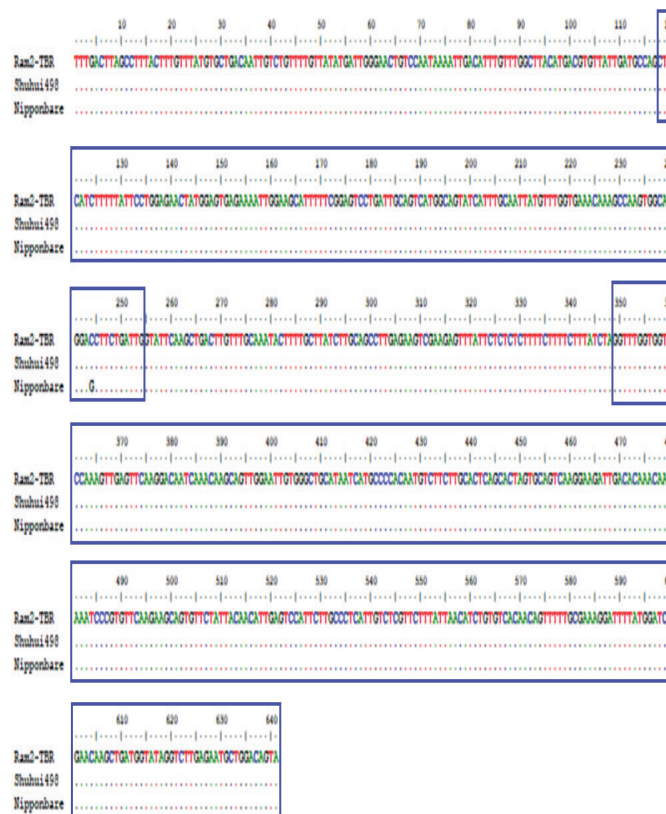 10 20 30 40 50 60 70 80 90 100 110
Ram2-TBR TTTGACTTAGCCTTTACTTTGTTTATGTGCTGACAATTGTCTGTTTTGTTATATGATTGGGAACTGTCCAATAAAATTGACATTTGTTTGGCTTACATGACGTGTTATTGATGCCAGCT
Shuhui498
Nipponbare
130 140 150 160 170 180 190 200 210 220 230
Ram2-TBR CATCTTTTTATTCCTGGAGAACTATGGAGTGAGAAAATTGGAAGCATTTTTCGGAGTCCTGATTGCAGTCATGGCAGTATCATTTGCAATTATGTTTGGTGAAACAAAGCCAAGTGGCA
Shuhui498
Nipponbare
250 260 270 280 290 300 310 320 330 340 350
Ram2-TBR GGACCTTCTGATTGGTATTCAAGCTGACTTGTTTGCAAATACTTTTGCTTATCTTGCAGCCTTGAGAAGTCGAAGAGTTTATTCTCTCTCTTTTCTTTTCTTTATCTAGGTTTGGTGGT
Shuhui498
Nipponbare ...G
370 380 390 400 410 420 430 440 450 460 470
Ram2-TBR CCAAAGTTGAGTTCAAGGACAATCAAACAAGCAGTTGGAATTGTGGGCTGCATAATCATGCCCCACAATGTCTTCTTGCACTCAGCACTAGTGCAGTCAAGGAAGATTGACACAAACAA
Shuhui498
Nipponbare
490 500 510 520 530 540 550 560 570 580 590
Ram2-TBR AAATCCCGTGTTCAAGAAGCAGTGTTCTATTACAACATTGAGTCCATTCTTGCCCTCATTGTCTCGTTCTTTATTAACATCTGTGTCACAACAGTTTTTGCGAAAGGATTTTATGGATC
Shuhui498
Nipponbare
610 620 630 640
Ram2-TBR GAACAAGCTGATGGTATAGGTCTTGAGAATGCTGGACAGTA
Shuhui498
Nipponbare